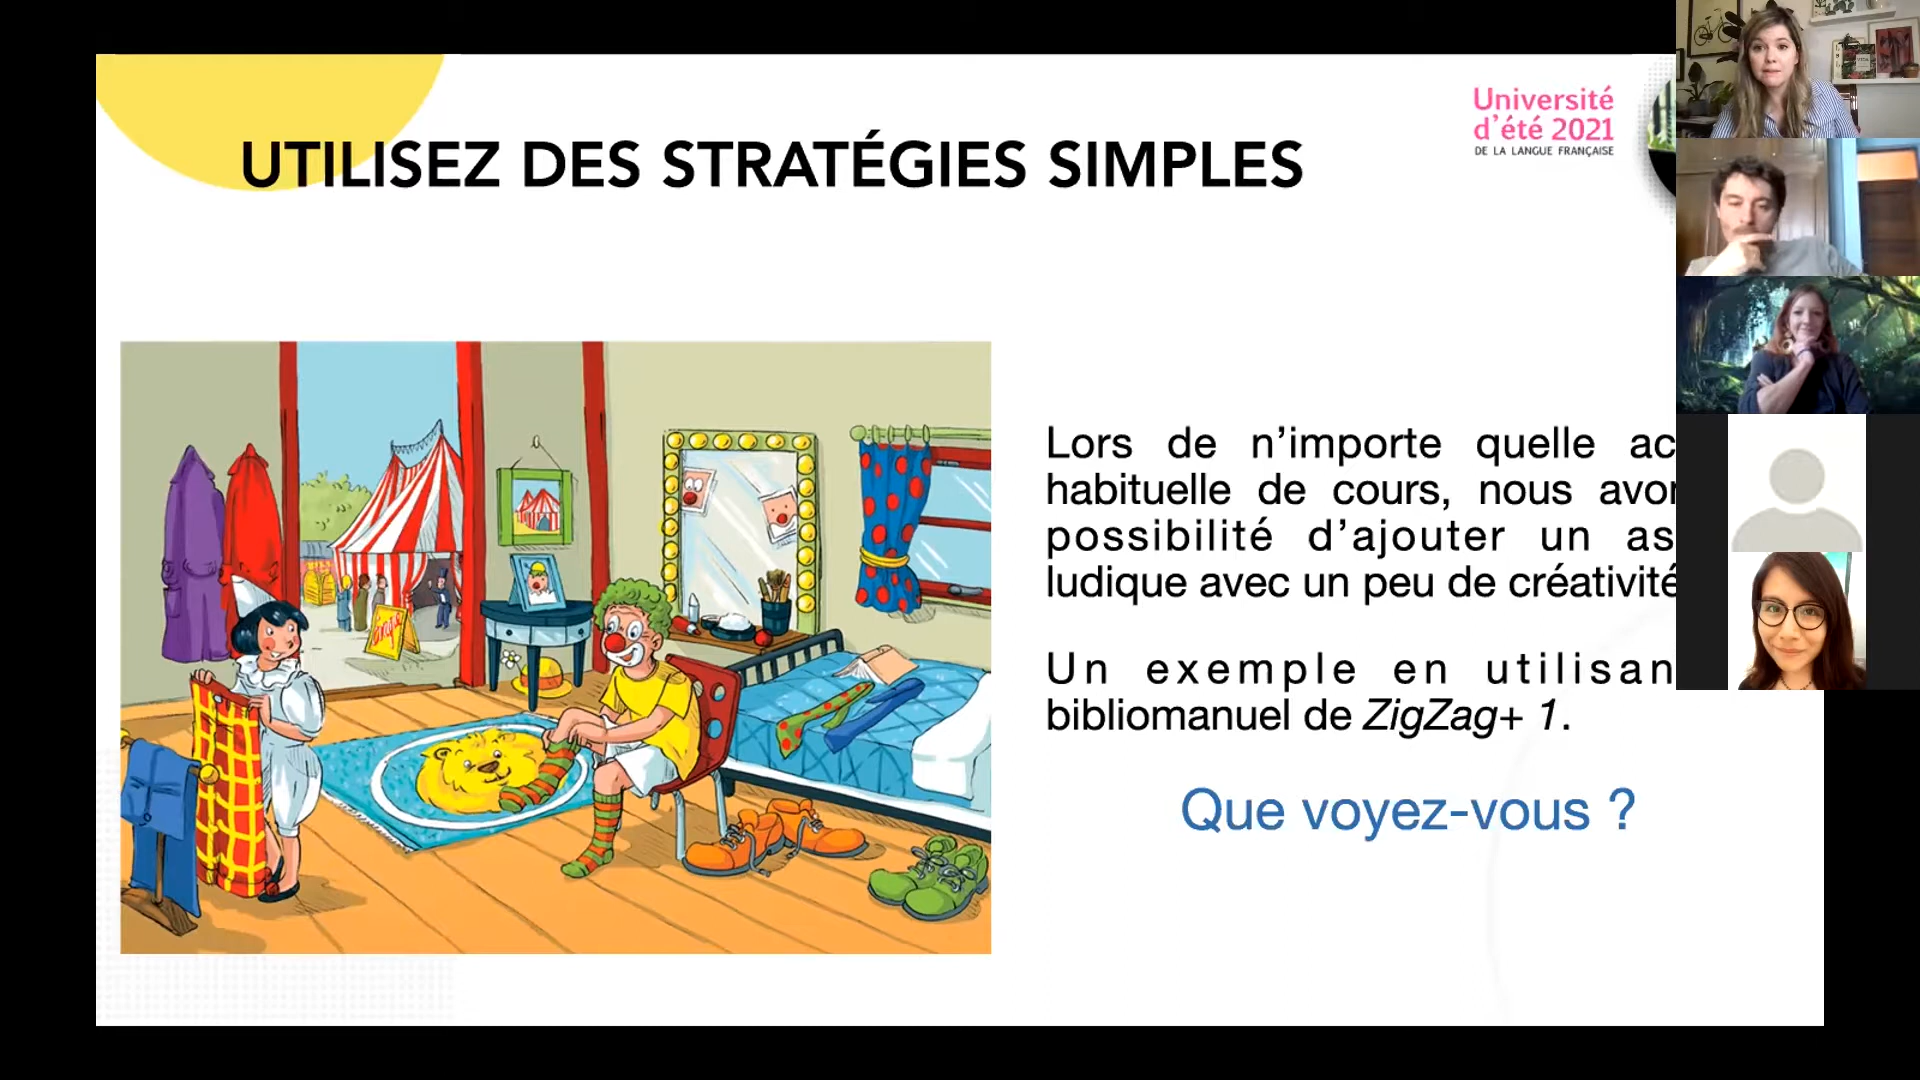 UTILISEZ DES STRATÉGIES SIMPLES
Université
d'été 2021
DE LA LANGUE FRANÇAISE
Lors de n'importe quelle ac
habituelle de cours, nous avo
possibilité d'ajouter un as
ludique avec un peu de créativité
Un exemple en utilisan
bibliomanuel de ZigZag+ 1.
Que voyez-vous ?
Cirque